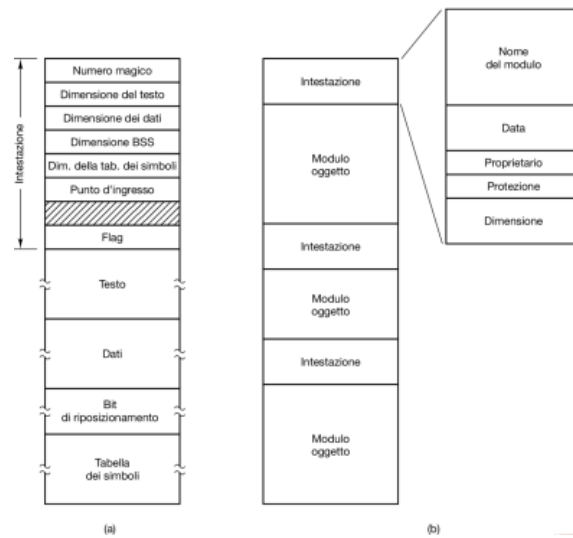 Intestazione
Numero magico
Dimensione del testo
Dimensione dei dati
Dimensione BSS
Dim. della tab. dei simboli
Punto d'ingresso
Flag
Testo
Dati
Bit
di riposizionamento
Tabella
dei simboli
(a)
Intestazione
Modulo
oggetto
Intestazione
Modulo
oggetto
Intestazione
Modulo
oggetto
(b)
Nome
del modulo
Data
Proprietario
Protezione
Dimensione